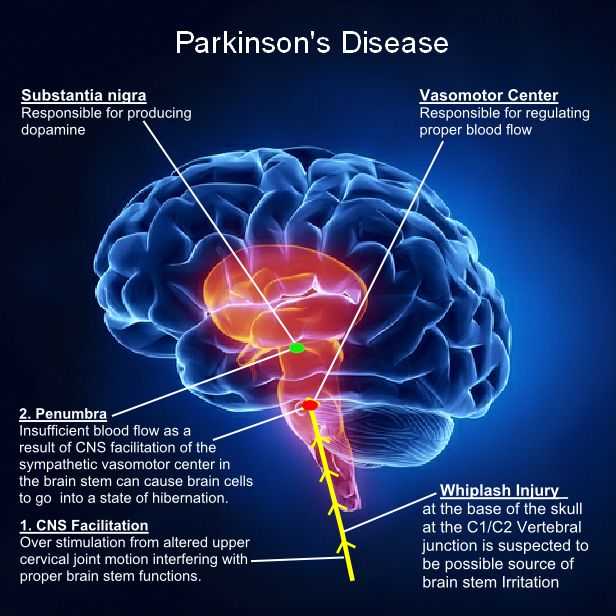 Parkinson's Disease
Substantia nigra
Responsible for producing
dopamine
Vasomotor Center
Responsible for regulating
proper blood flow
2. Penumbra
Insufficient blood flow as a
result of CNS facilitation of the
sympathetic vasomotor center in
the brain stem can cause brain cells
to go into a state of hibernation.
1. CNS Facilitation
Over stimulation from altered upper
cervical joint motion interfering with
proper brain stem functions.
Whiplash Injury
at the base of the skull
at the C1/C2 Vertebral
junction is suspected to
be possible source of
brain stem Irritation